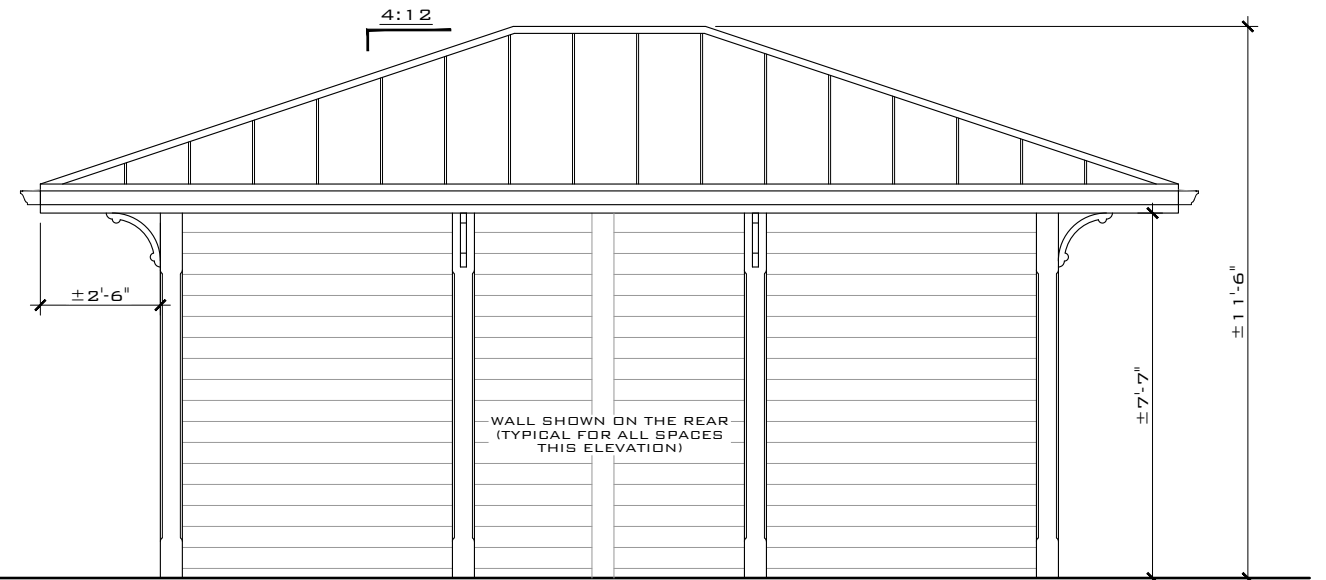 4:12
±2'-6"
±11'-6"
±7'-7"
WALL SHOWN ON THE REAR
(TYPICAL FOR ALL SPACES
THIS ELEVATION)